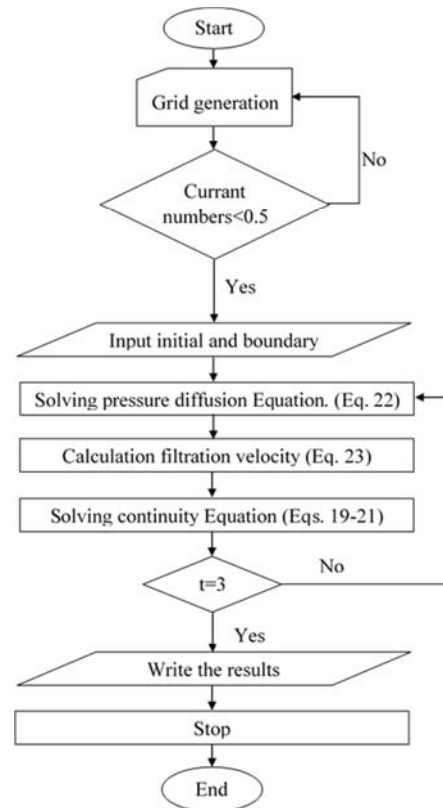 Start
Grid generation
No
Currant
numbers<0.5
Yes
Input initial and boundary
Solving pressure diffusion Equation. (Eq. 22)
Calculation filtration velocity (Eq. 23)
Solving continuity Equation (Eqs. 19-21)
No
t=3
Yes
Write the results
Stop
End